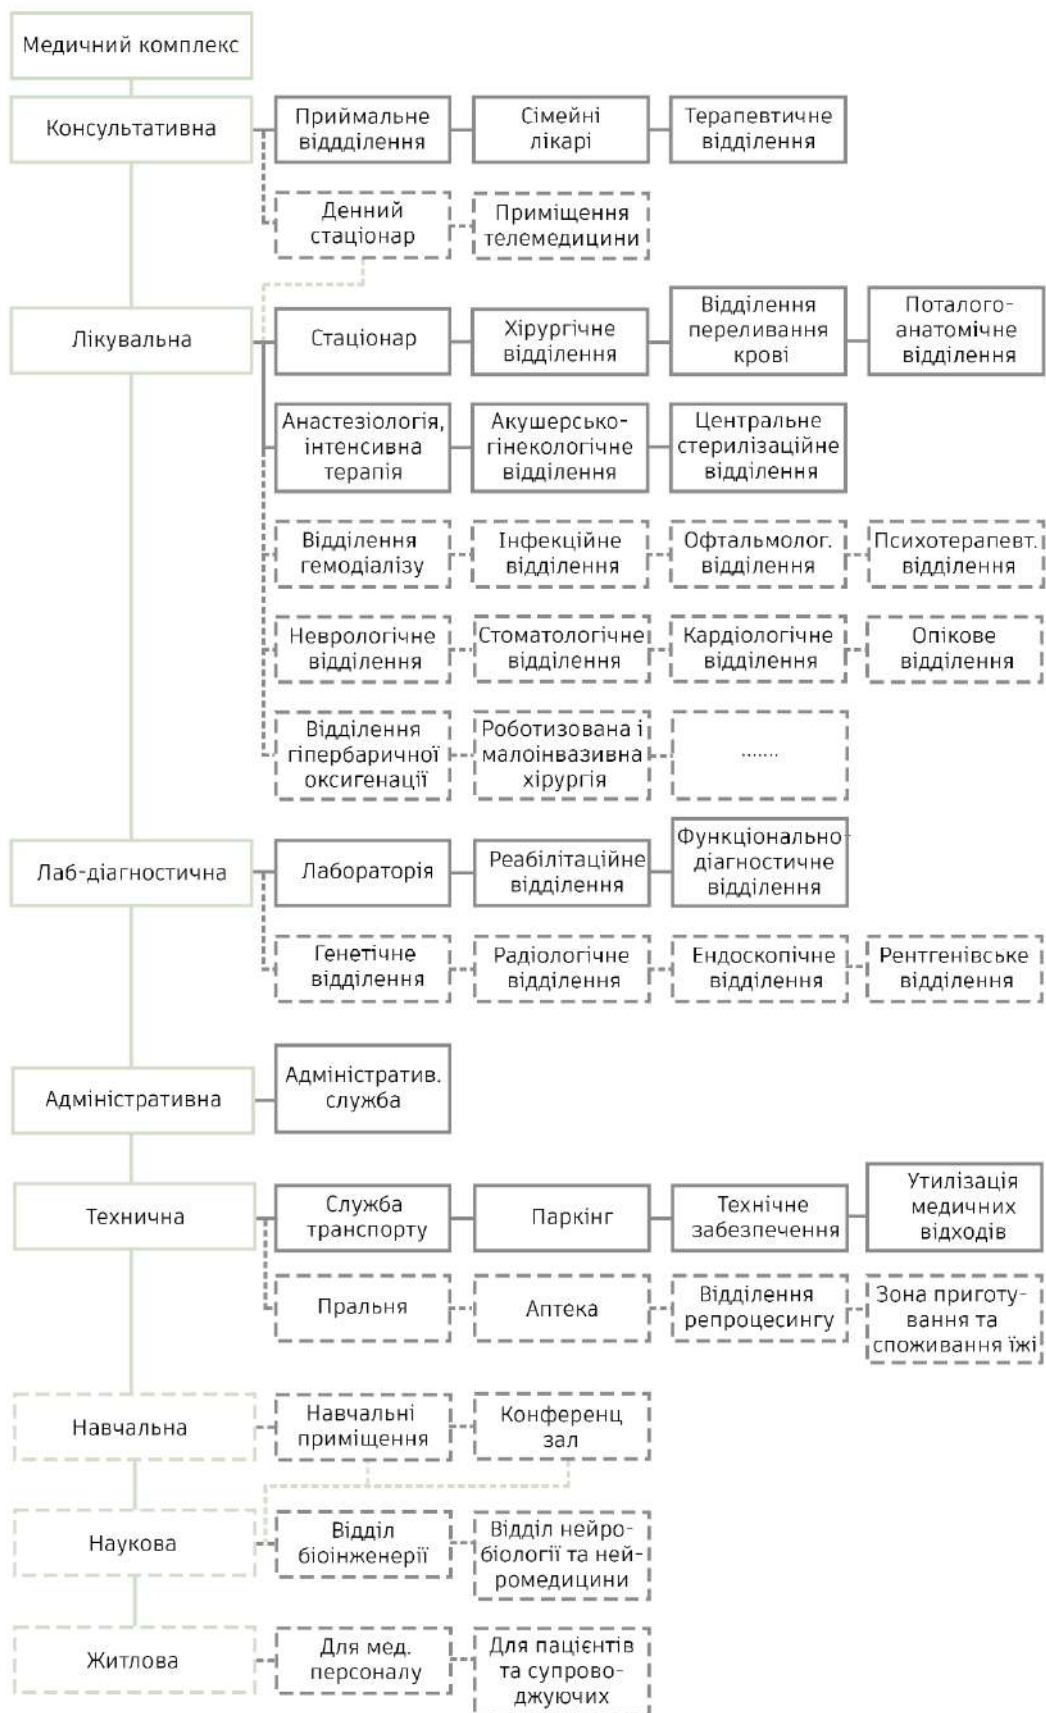 Медичний комплекс
Консультативна
Приймальне
віддділення
Сімейні
лікарі
Терапевтичне
відділення
Денний
стаціонар
Приміщення
телемедицини
Лікувальна
Стаціонар
Хірургічне
відділення
Відділення
переливання
крові
Поталого-
анатомічне
відділення
Анастезіологія,
інтенсивна
терапія
Акушерсько-
гінекологічне
відділення
Центральне
стерилізаційне
відділення
Відділення
гемодіалізу
Інфекційне
відділення
Офтальмолог.
відділення
Психотерапевт.
відділення
Неврологічне
відділення
Стоматологічне
відділення
Кардіологічне
відділення
Опікове
відділення
Відділення
гіпербаричної
оксигенації
Роботизована і
малоінвазивна
хірургія
.......
Лаб-діагностична
Лабораторія
Реабілітаційне
відділення
Функціонально-
діагностичне
відділення
Генетічне
відділення
Радіологічне
відділення
Ендоскопічне
відділення
Рентгенівське
відділення
Адміністративна
Адміністратив.
служба
Технична
Служба
транспорту
Паркінг
Технічне
забезпечення
Утилізація
медичних
відходів
Пральня
Аптека
Відділення
репроцесингу
Зона приготу-
вання та
споживання їжі
Навчальна
Навчальні
приміщення
Конференц
зал
Наукова
Відділ
біоінженерії
Відділ нейро-
біології та ней-
ромедицини
Житлова
Для мед.
персоналу
Для пацієнтів
та супрово-
джуючих